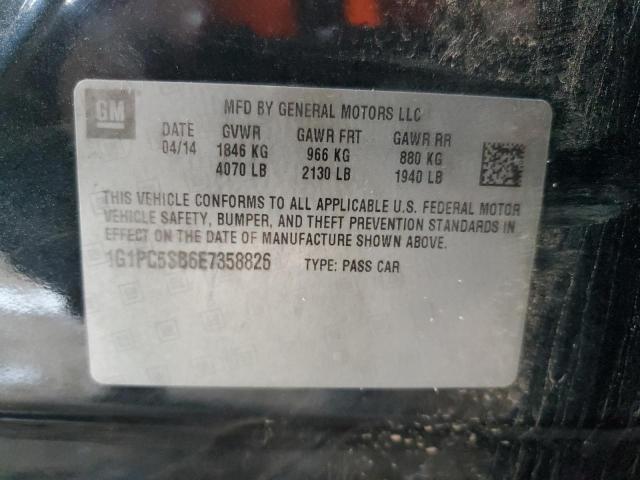 GM
MFD BY GENERAL MOTORS LLC
DATE GVWR GAWR FRT GAWR RR
04/14 1846 KG 966 KG 880 KG
4070 LB 2130 LB 1940 LB
THIS VEHICLE CONFORMS TO ALL APPLICABLE U.S. FEDERAL MOTOR
VEHICLE SAFETY, BUMPER, AND THEFT PREVENTION STANDARDS IN
EFFECT ON THE DATE OF MANUFACTURE SHOWN ABOVE.
1G1PC5SB6E7358826 TYPE: PASS CAR